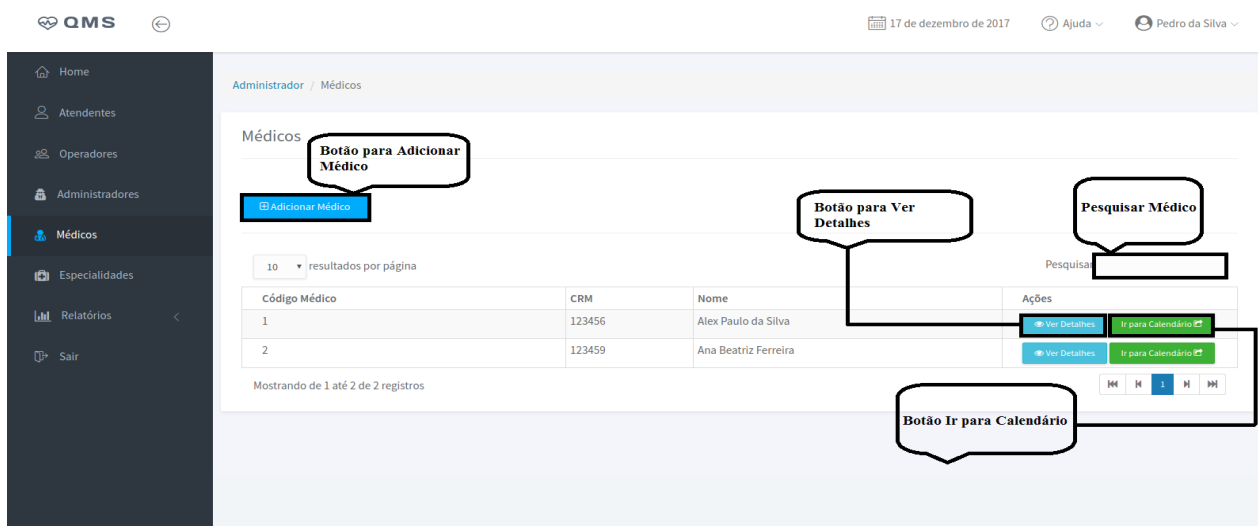 QMS
17 de dezembro de 2017
Ajuda
Pedro da Silva
Home
Atendentes
Operadores
Administradores
Médicos
Especialidades
Relatórios
Sair
Administrador / Médicos
Médicos
Botão para Adicionar
Médico
Adicionar Médico
Botão para Ver
Detalhes
Pesquisar Médico
10 resultados por página
Pesquisar
Código Médico CRM Nome Ações
1 123456 Alex Paulo da Silva Ver Detalhes Ir para Calendário
2 123459 Ana Beatriz Ferreira Ver Detalhes Ir para Calendário
Mostrando de 1 até 2 de 2 registros
1
Botão Ir para Calendário